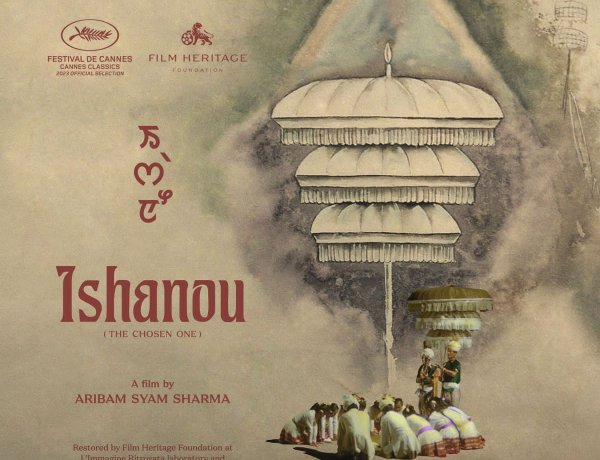 FESTIVAL DE CANNES
CANNES CLASSICS
2023 OFFICIAL SELECTION
FILM HERITAGE
FOUNDATION
Ishanou
(THE CHOSEN ONE)
A film by
ARIBAM SYAM SHARMA
Restored by Film Heritage Foundation at
L'Immagine Ritrovata laboratory and